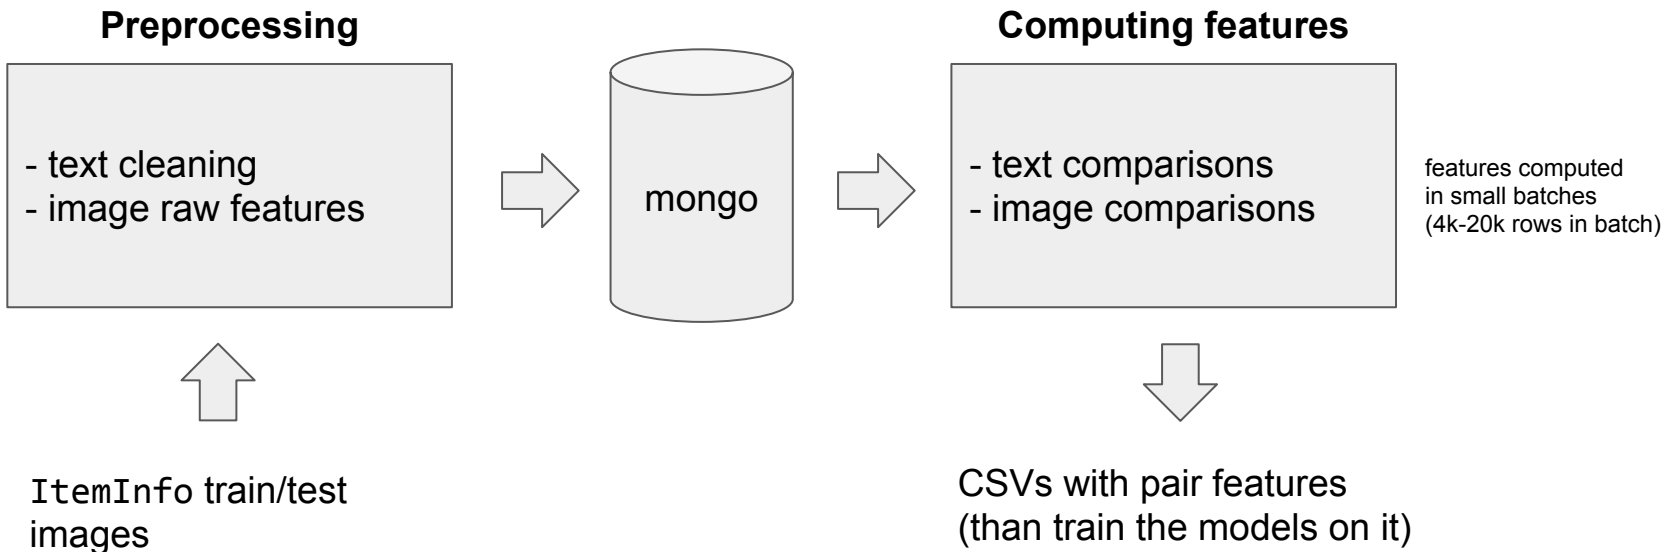 Preprocessing
- text cleaning
- image raw features
ItemInfo train/test
images
mongo
Computing features
- text comparisons
- image comparisons
features computed
in small batches
(4k-20k rows in batch)
CSVs with pair features
(than train the models on it)